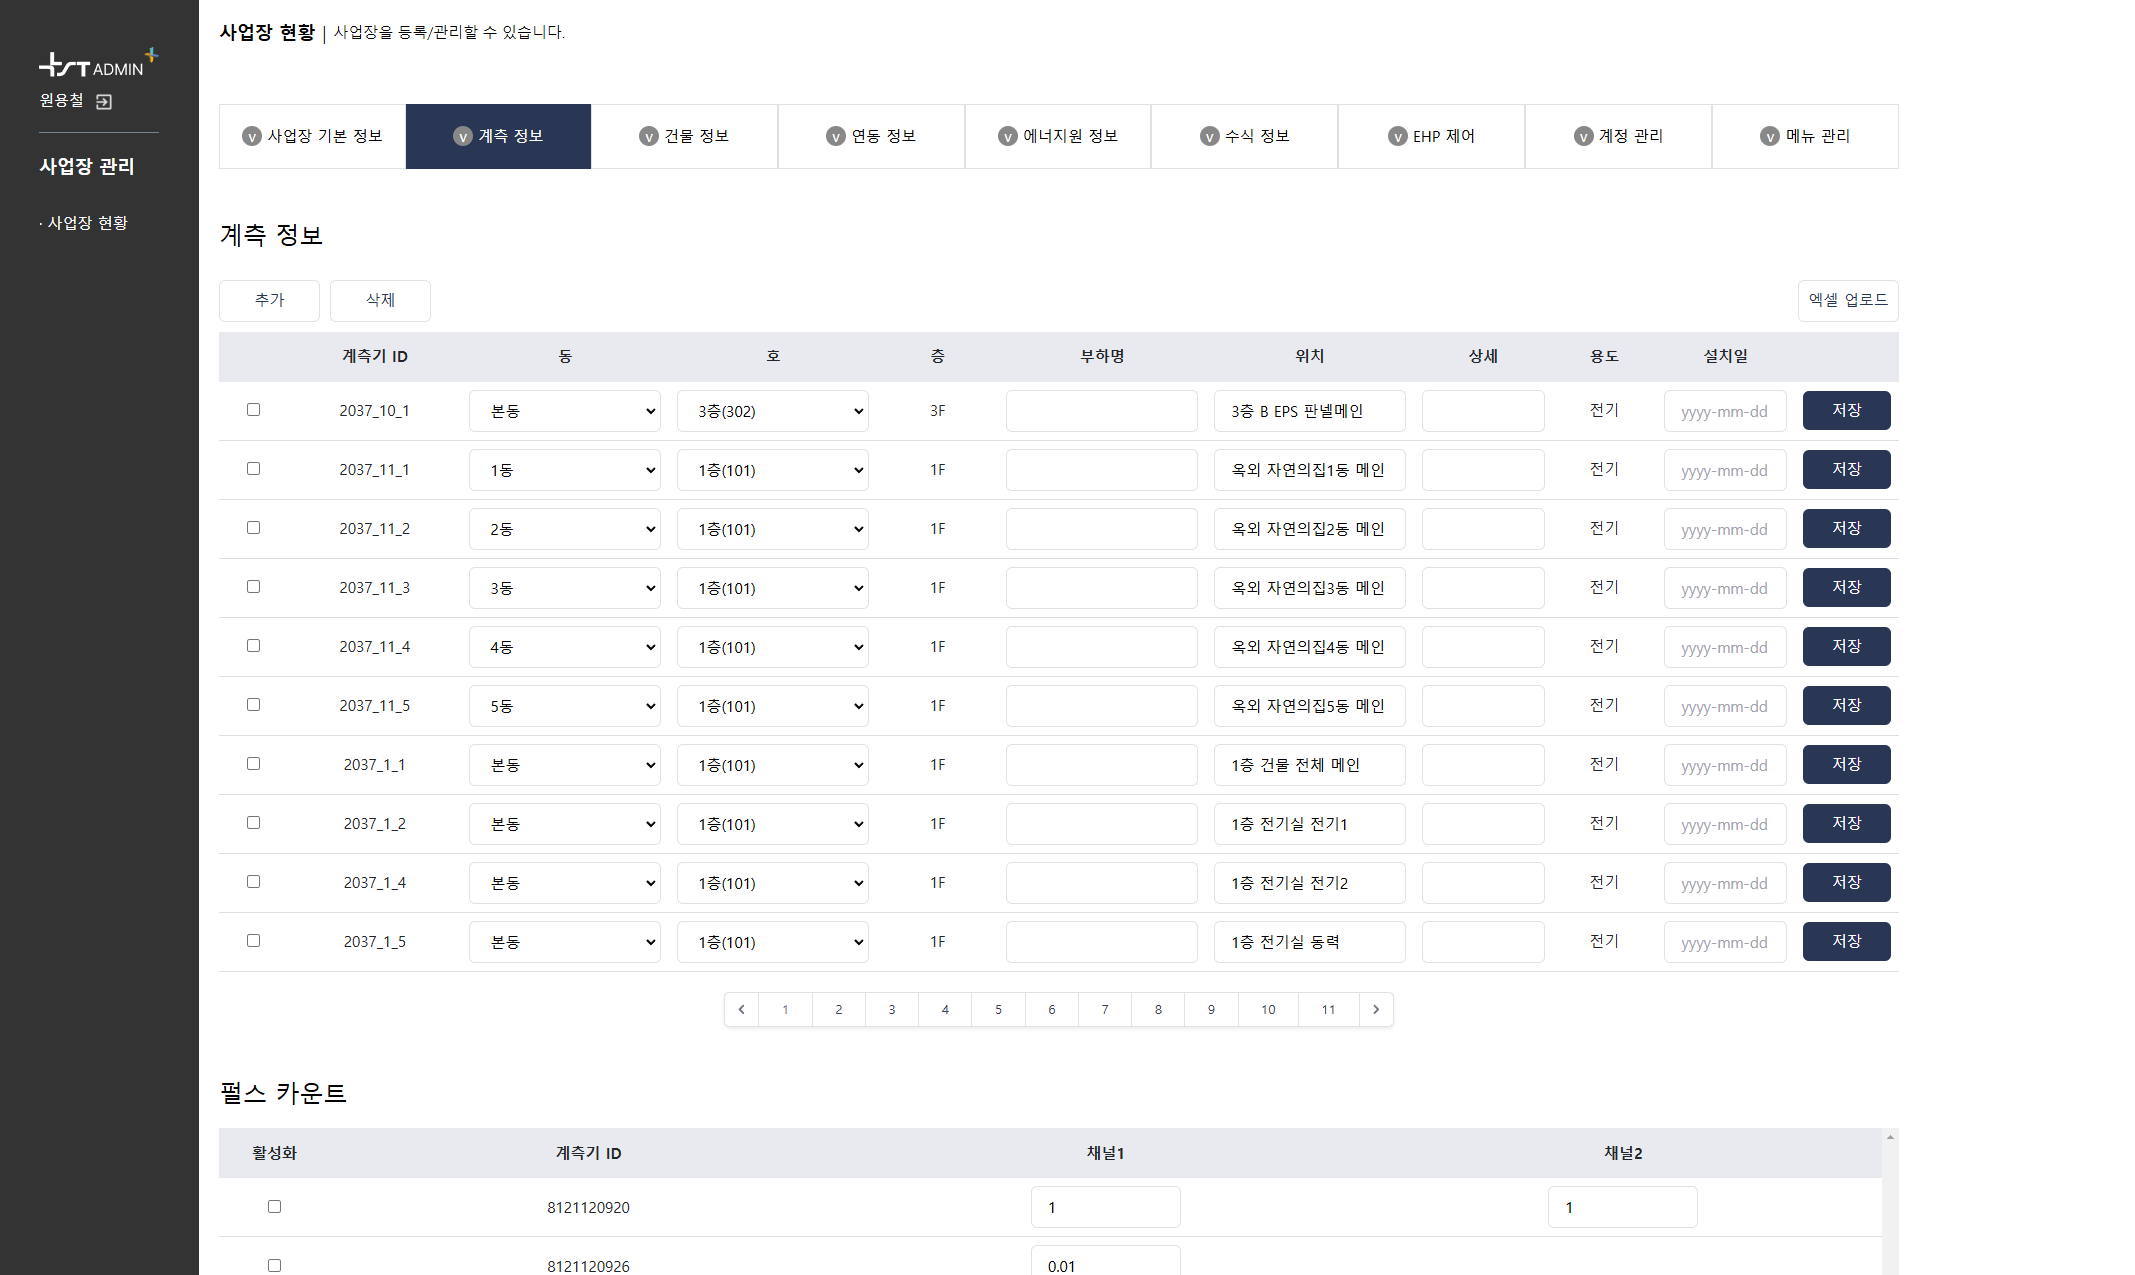 사업장 현황 | 사업장을 등록/관리할 수 있습니다.
TST ADMIN
원용철
사업장 관리
· 사업장 현황
v 사업장 기본 정보 v 계측 정보 v 건물 정보 v 연동 정보 v 에너지원 정보 v 수식 정보 v EHP 제어 v 계정 관리 v 메뉴 관리
계측 정보
추가 삭제 엑셀 업로드
계측기 ID 동 호 층 부하명 위치 상세 용도 설치일
2037_10_1 본동 3층(302) 3F 3층 B EPS 판넬메인 전기 yyyy-mm-dd 저장
2037_11_1 1동 1층(101) 1F 옥외 자연의집1동 메인 전기 yyyy-mm-dd 저장
2037_11_2 2동 1층(101) 1F 옥외 자연의집2동 메인 전기 yyyy-mm-dd 저장
2037_11_3 3동 1층(101) 1F 옥외 자연의집3동 메인 전기 yyyy-mm-dd 저장
2037_11_4 4동 1층(101) 1F 옥외 자연의집4동 메인 전기 yyyy-mm-dd 저장
2037_11_5 5동 1층(101) 1F 옥외 자연의집5동 메인 전기 yyyy-mm-dd 저장
2037_1_1 본동 1층(101) 1F 1층 건물 전체 메인 전기 yyyy-mm-dd 저장
2037_1_2 본동 1층(101) 1F 1층 전기실 전기1 전기 yyyy-mm-dd 저장
2037_1_4 본동 1층(101) 1F 1층 전기실 전기2 전기 yyyy-mm-dd 저장
2037_1_5 본동 1층(101) 1F 1층 전기실 동력 전기 yyyy-mm-dd 저장
1 2 3 4 5 6 7 8 9 10 11
펄스 카운트
활성화 계측기 ID 채널1 채널2
8121120920 1 1
8121120926 0.01